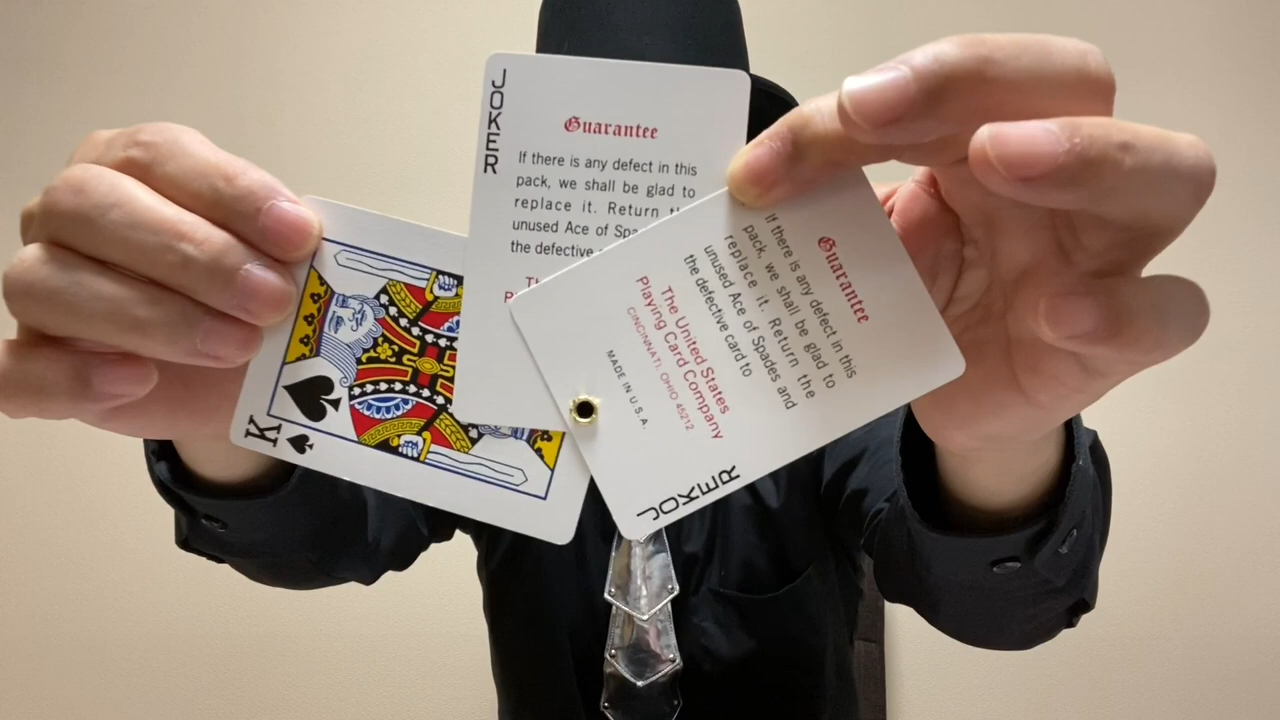 JOKER
Guarantee
If there is any defect in this
pack, we shall be glad to
replace it. Return
unused Ace of
the defective
K
Guarantee
If there is any defect in this
pack, we shall be glad to
replace it. Return the
unused Ace of Spades and
the defective card to
The United States
Playing Card Company
CINCINNATI, OHIO 45212
MADE IN U.S.A.
JOKER